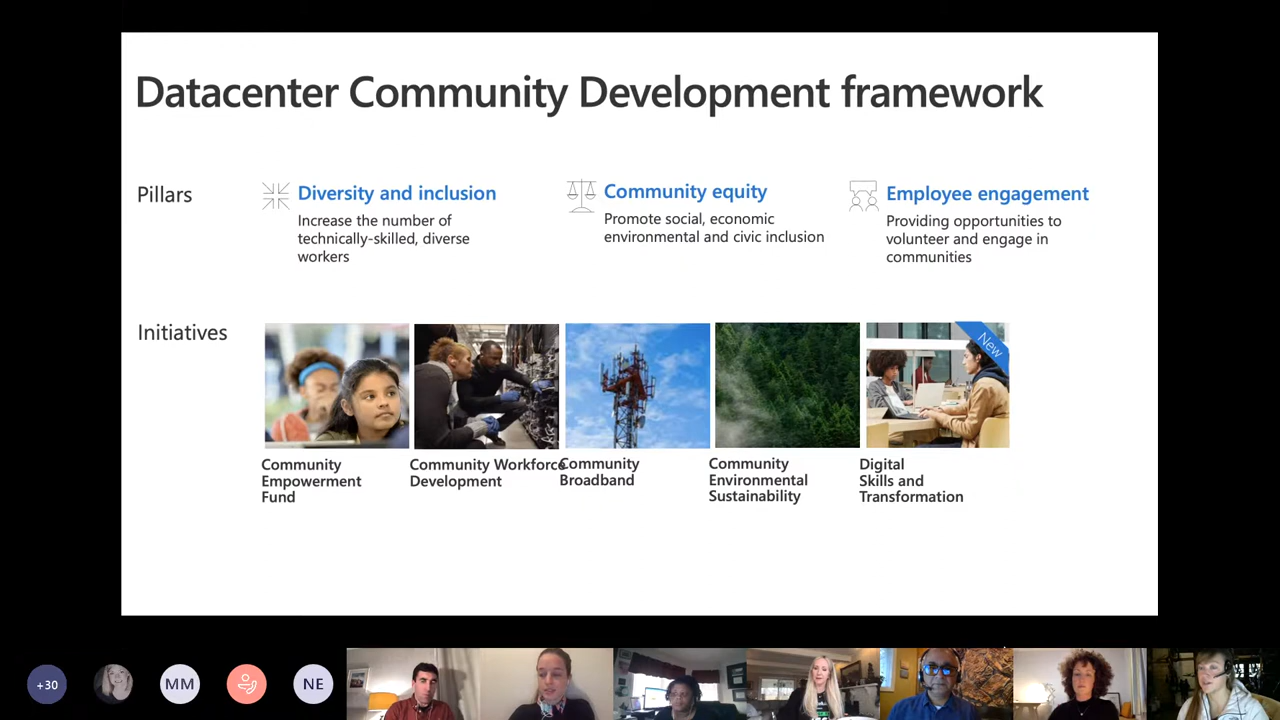 Datacenter Community Development framework
Pillars
Diversity and inclusion
Increase the number of
technically-skilled, diverse
workers
Community equity
Promote social, economic
environmental and civic inclusion
Employee engagement
Providing opportunities to
volunteer and engage in
communities
Initiatives
New
Community
Empowerment
Fund
Community Workforce
Development
Community
Broadband
Community
Environmental
Sustainability
Digital
Skills and
Transformation
+30
MM
NE